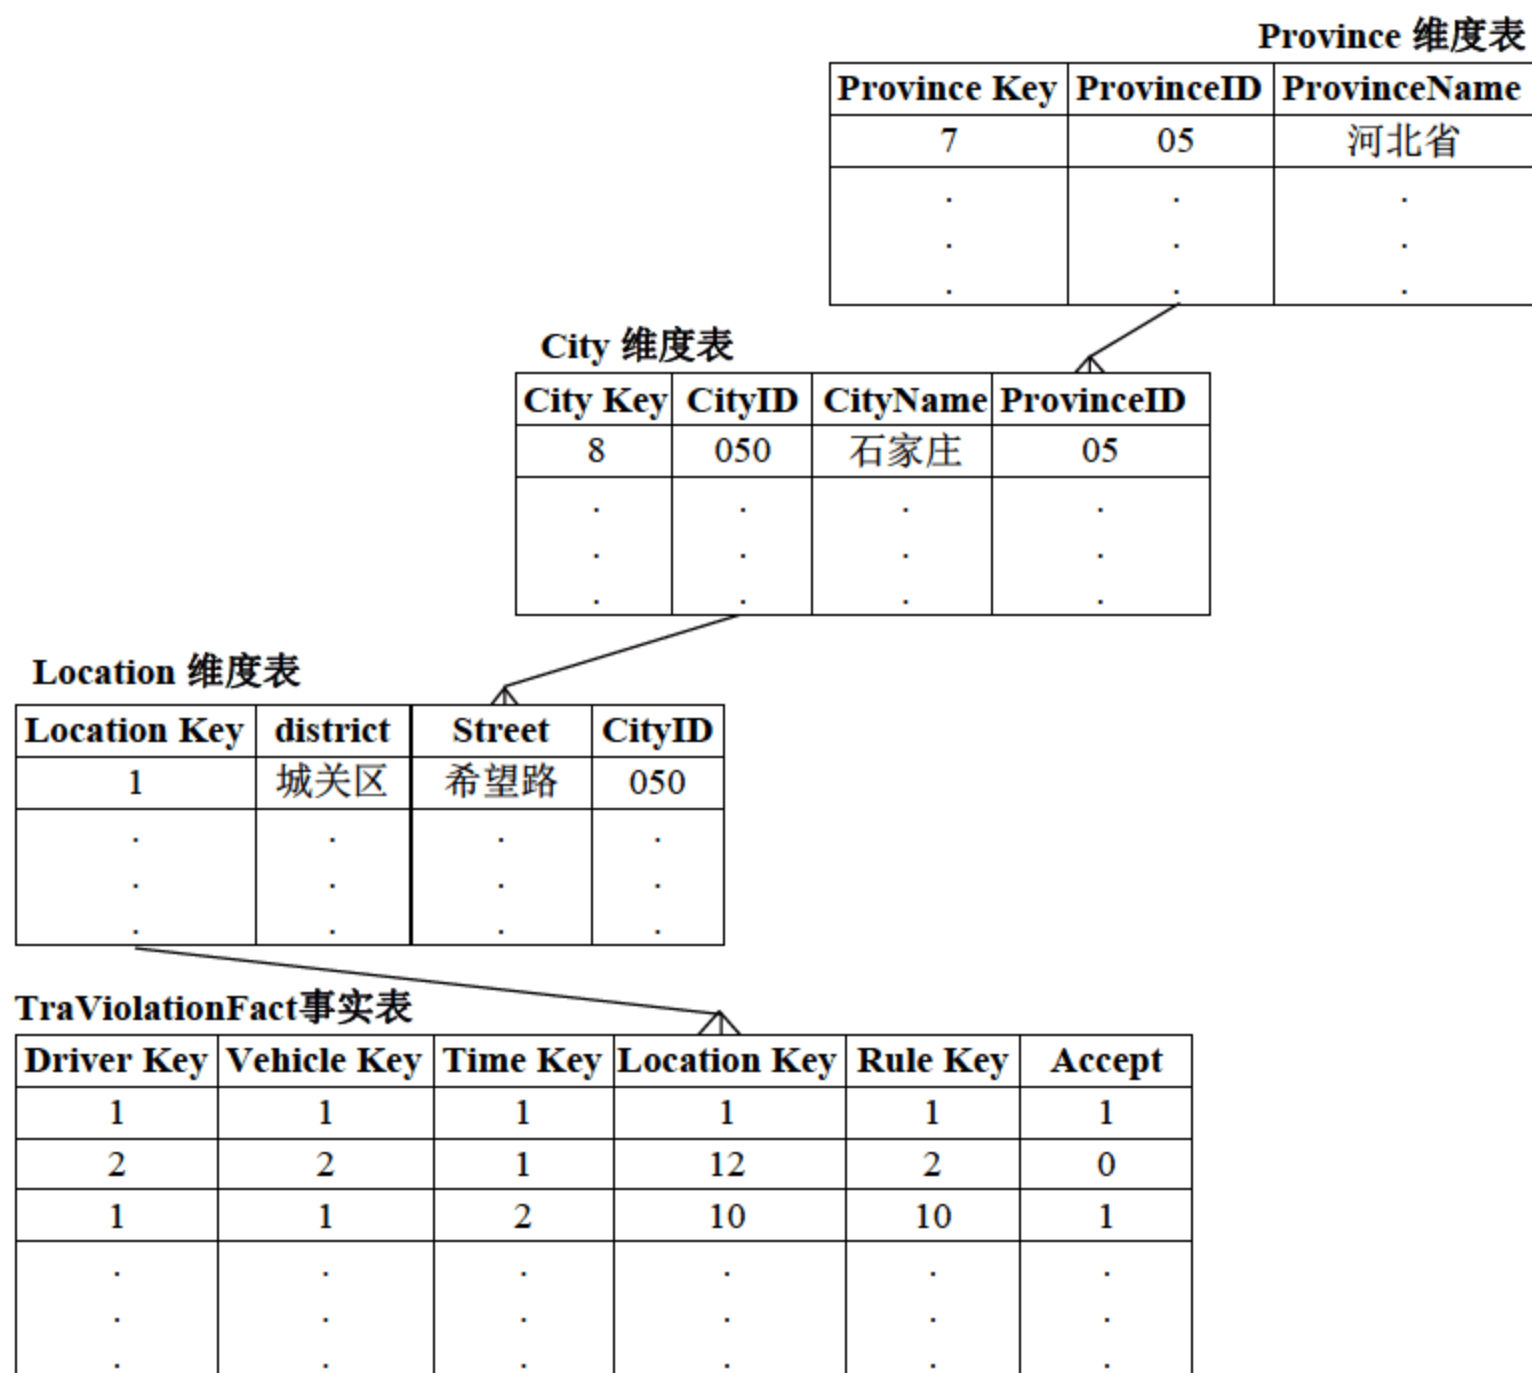 Province 维度表
Province Key ProvinceID ProvinceName
7 05 河北省
. . .
. . .
. . .
City 维度表
City Key CityID CityName ProvinceID
8 050 石家庄 05
. . . .
. . . .
. . . .
Location 维度表
Location Key district Street CityID
1 城关区 希望路 050
. . . .
. . . .
. . . .
TraViolationFact事实表
Driver Key Vehicle Key Time Key Location Key Rule Key Accept
1 1 1 1 1 1
2 2 1 12 2 0
1 1 2 10 10 1
. . . . . .
. . . . . .
. . . . . .